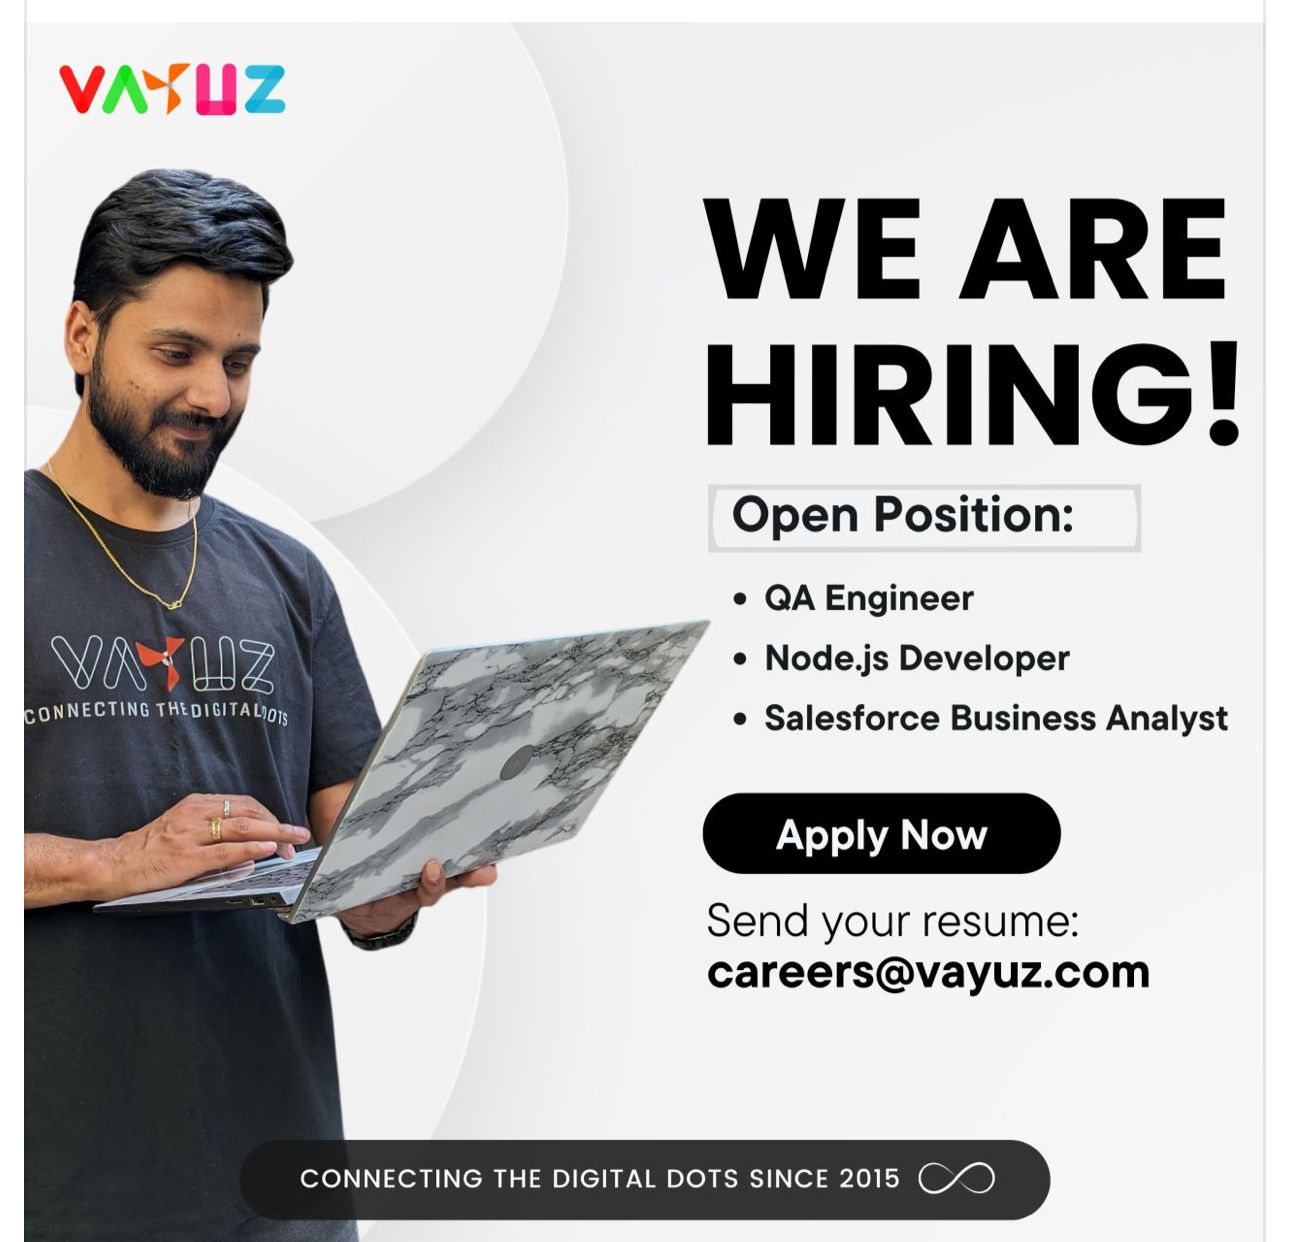 VAYUZ
WE ARE
HIRING!
Open Position:
• QA Engineer
• Node.js Developer
• Salesforce Business Analyst
VAYUZ
CONNECTING THE DIGITAL DOTS
Apply Now
Send your resume:
careers@vayuz.com
CONNECTING THE DIGITAL DOTS SINCE 2015